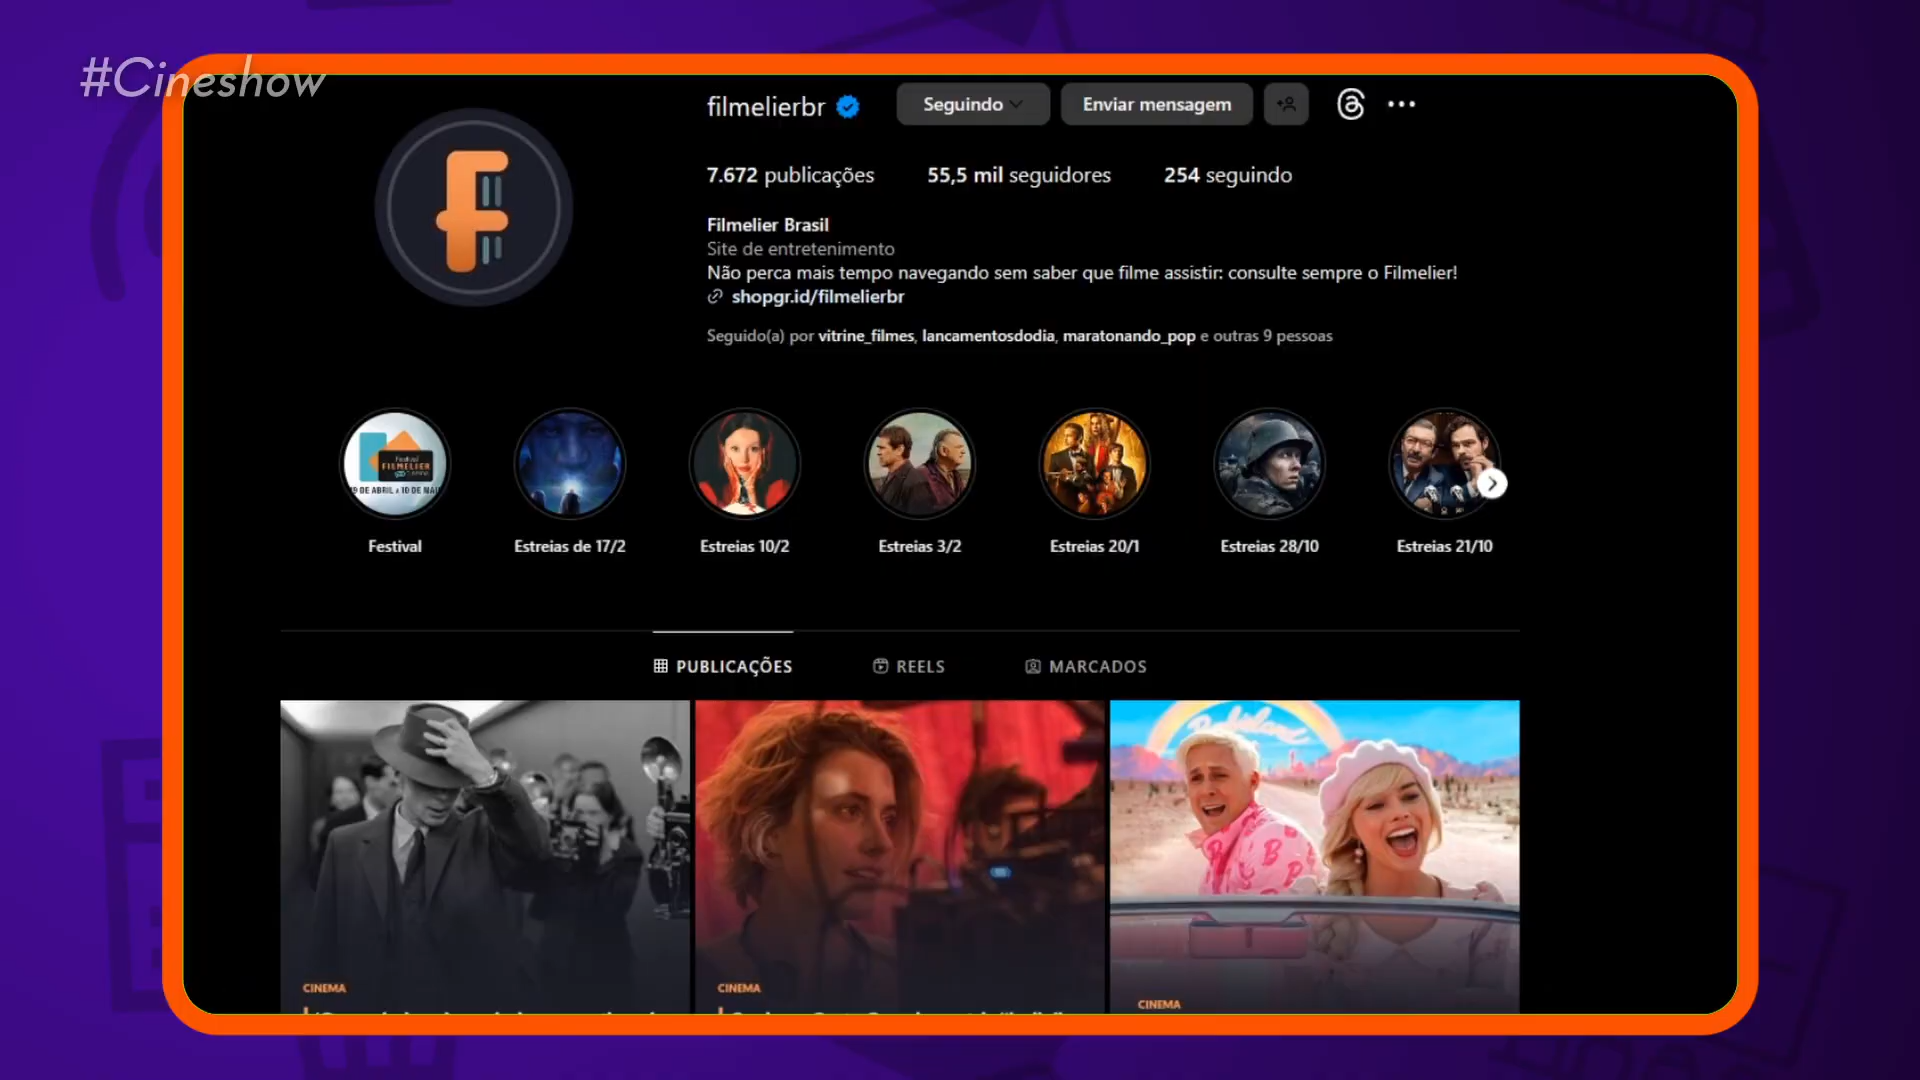 #Cineshow
filmelierbr
Seguindo
Enviar mensagem
7.672 publicações
55,5 mil seguidores
254 seguindo
Filmelier Brasil
Site de entretenimento
Não perca mais tempo navegando sem saber que filme assistir: consulte sempre o Filmelier!
shopgr.id/filmelierbr
Seguido(a) por vitrine_filmes, lancamentosdodia, maratonando_pop e outras 9 pessoas
Festival
FILMELIER
Festival
Estreias de 17/2
Estreias 10/2
Estreias 3/2
Estreias 20/1
Estreias 28/10
Estreias 21/10
PUBLICAÇÕES
REELS
MARCADOS
CINEMA
CINEMA
CINEMA